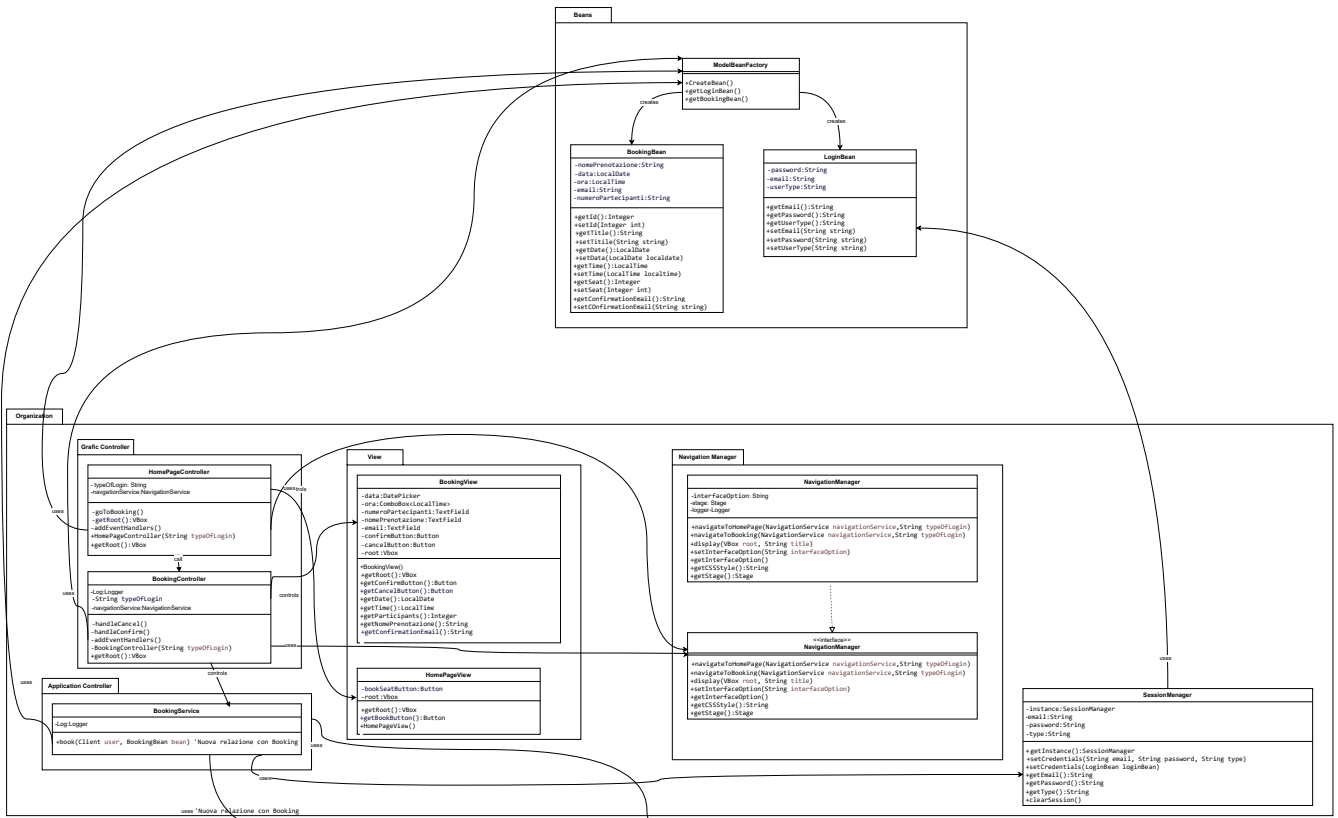 Beans
ModelBeanFactory
+CreateBean()
+getLoginBean()
+getBookingBean()
creates
creates
BookingBean
-nomePrenotazione:String
-data:LocalDate
-ora:LocalTime
-email:String
-numeroPartecipanti:String
+getId():Integer
+setId(Integer int)
+getTitle():String
+setTitile(String string)
+getDate():LocalDate
+setData(LocalDate localdate)
+getTime():LocalTime
+setTime(LocalTime localtime)
+getSeat():Integer
+setSeat(Integer int)
+getConfirmationEmail():String
+setCOnfirmationEmail(String string)
LoginBean
-password:String
-email:String
-userType:String
+getEmail():String
+getPassword():String
+getUserType():String
+setEmail(String string)
+setPassword(String string)
+setUserType(String string)
Organization
Grafic Controller
HomePageController
- typeOfLogin: String
-navgationService:NavigationService
-goToBooking()
-getRoot():VBox
-addEventHandlers()
+HomePageController(String typeOfLogin)
+getRoot():VBox
uses
call
BookingController
-Log:Logger
-String typeOfLogin
-navgationService:NavigationService
-handleCancel()
-handleConfirm()
-addEventHandlers()
-BookingController(String typeOfLogin)
+getRoot():VBox
uses
controls
uses
controls
uses
uses
Application Controller
BookingService
-Log:Logger
+book(Client user, BookingBean bean) 'Nuova relazione con Booking
uses
uses
uses 'Nuova relazione con Booking
View
BookingView
-data:DatePicker
-ora:ComboBox<LocalTime>
-numeroPartecipanti:TextField
-nomePrenotazione:TextField
-email:TextField
-confirmButton:Button
-cancelButton:Button
-root:Vbox
+BookingView()
+getRoot():VBox
+getConfirmButton():Button
+getCancelButton():Button
+getDate():LocalDate
+getTime():LocalTime
+getParticipants():Integer
+getNomePrenotazione():String
+getConfirmationEmail():String
HomePageView
-bookSeatButton:Button
-root:Vbox
+getRoot():VBox
+getBookButton():Button
+HomePageView()
Navigation Manager
NavigationManager
-interfaceOption: String
-stage: Stage
-logger-Logger
+navigateToHomePage(NavigationService navigationService,String typeOfLogin)
+navigateToBooking(NavigationService navigationService,String typeOfLogin)
+display(VBox root, String title)
+setInterfaceOption(String interfaceOption)
+getInterfaceOption()
+getCSSStyle():String
+getStage():Stage
<<interface>>
NavigationManager
+navigateToHomePage(NavigationService navigationService,String typeOfLogin)
+navigateToBooking(NavigationService navigationService,String typeOfLogin)
+display(VBox root, String title)
+setInterfaceOption(String interfaceOption)
+getInterfaceOption()
+getCSSStyle():String
+getStage():Stage
uses
SessionMenager
-instance:SessionManager
-email:String
-password:String
-type:String
+getInstance():SessionManager
+setCredentials(String email, String password, String type)
+setCredentials(LoginBean loginBean)
+getEmail():String
+getPassword():String
+getType():String
+clearSession()